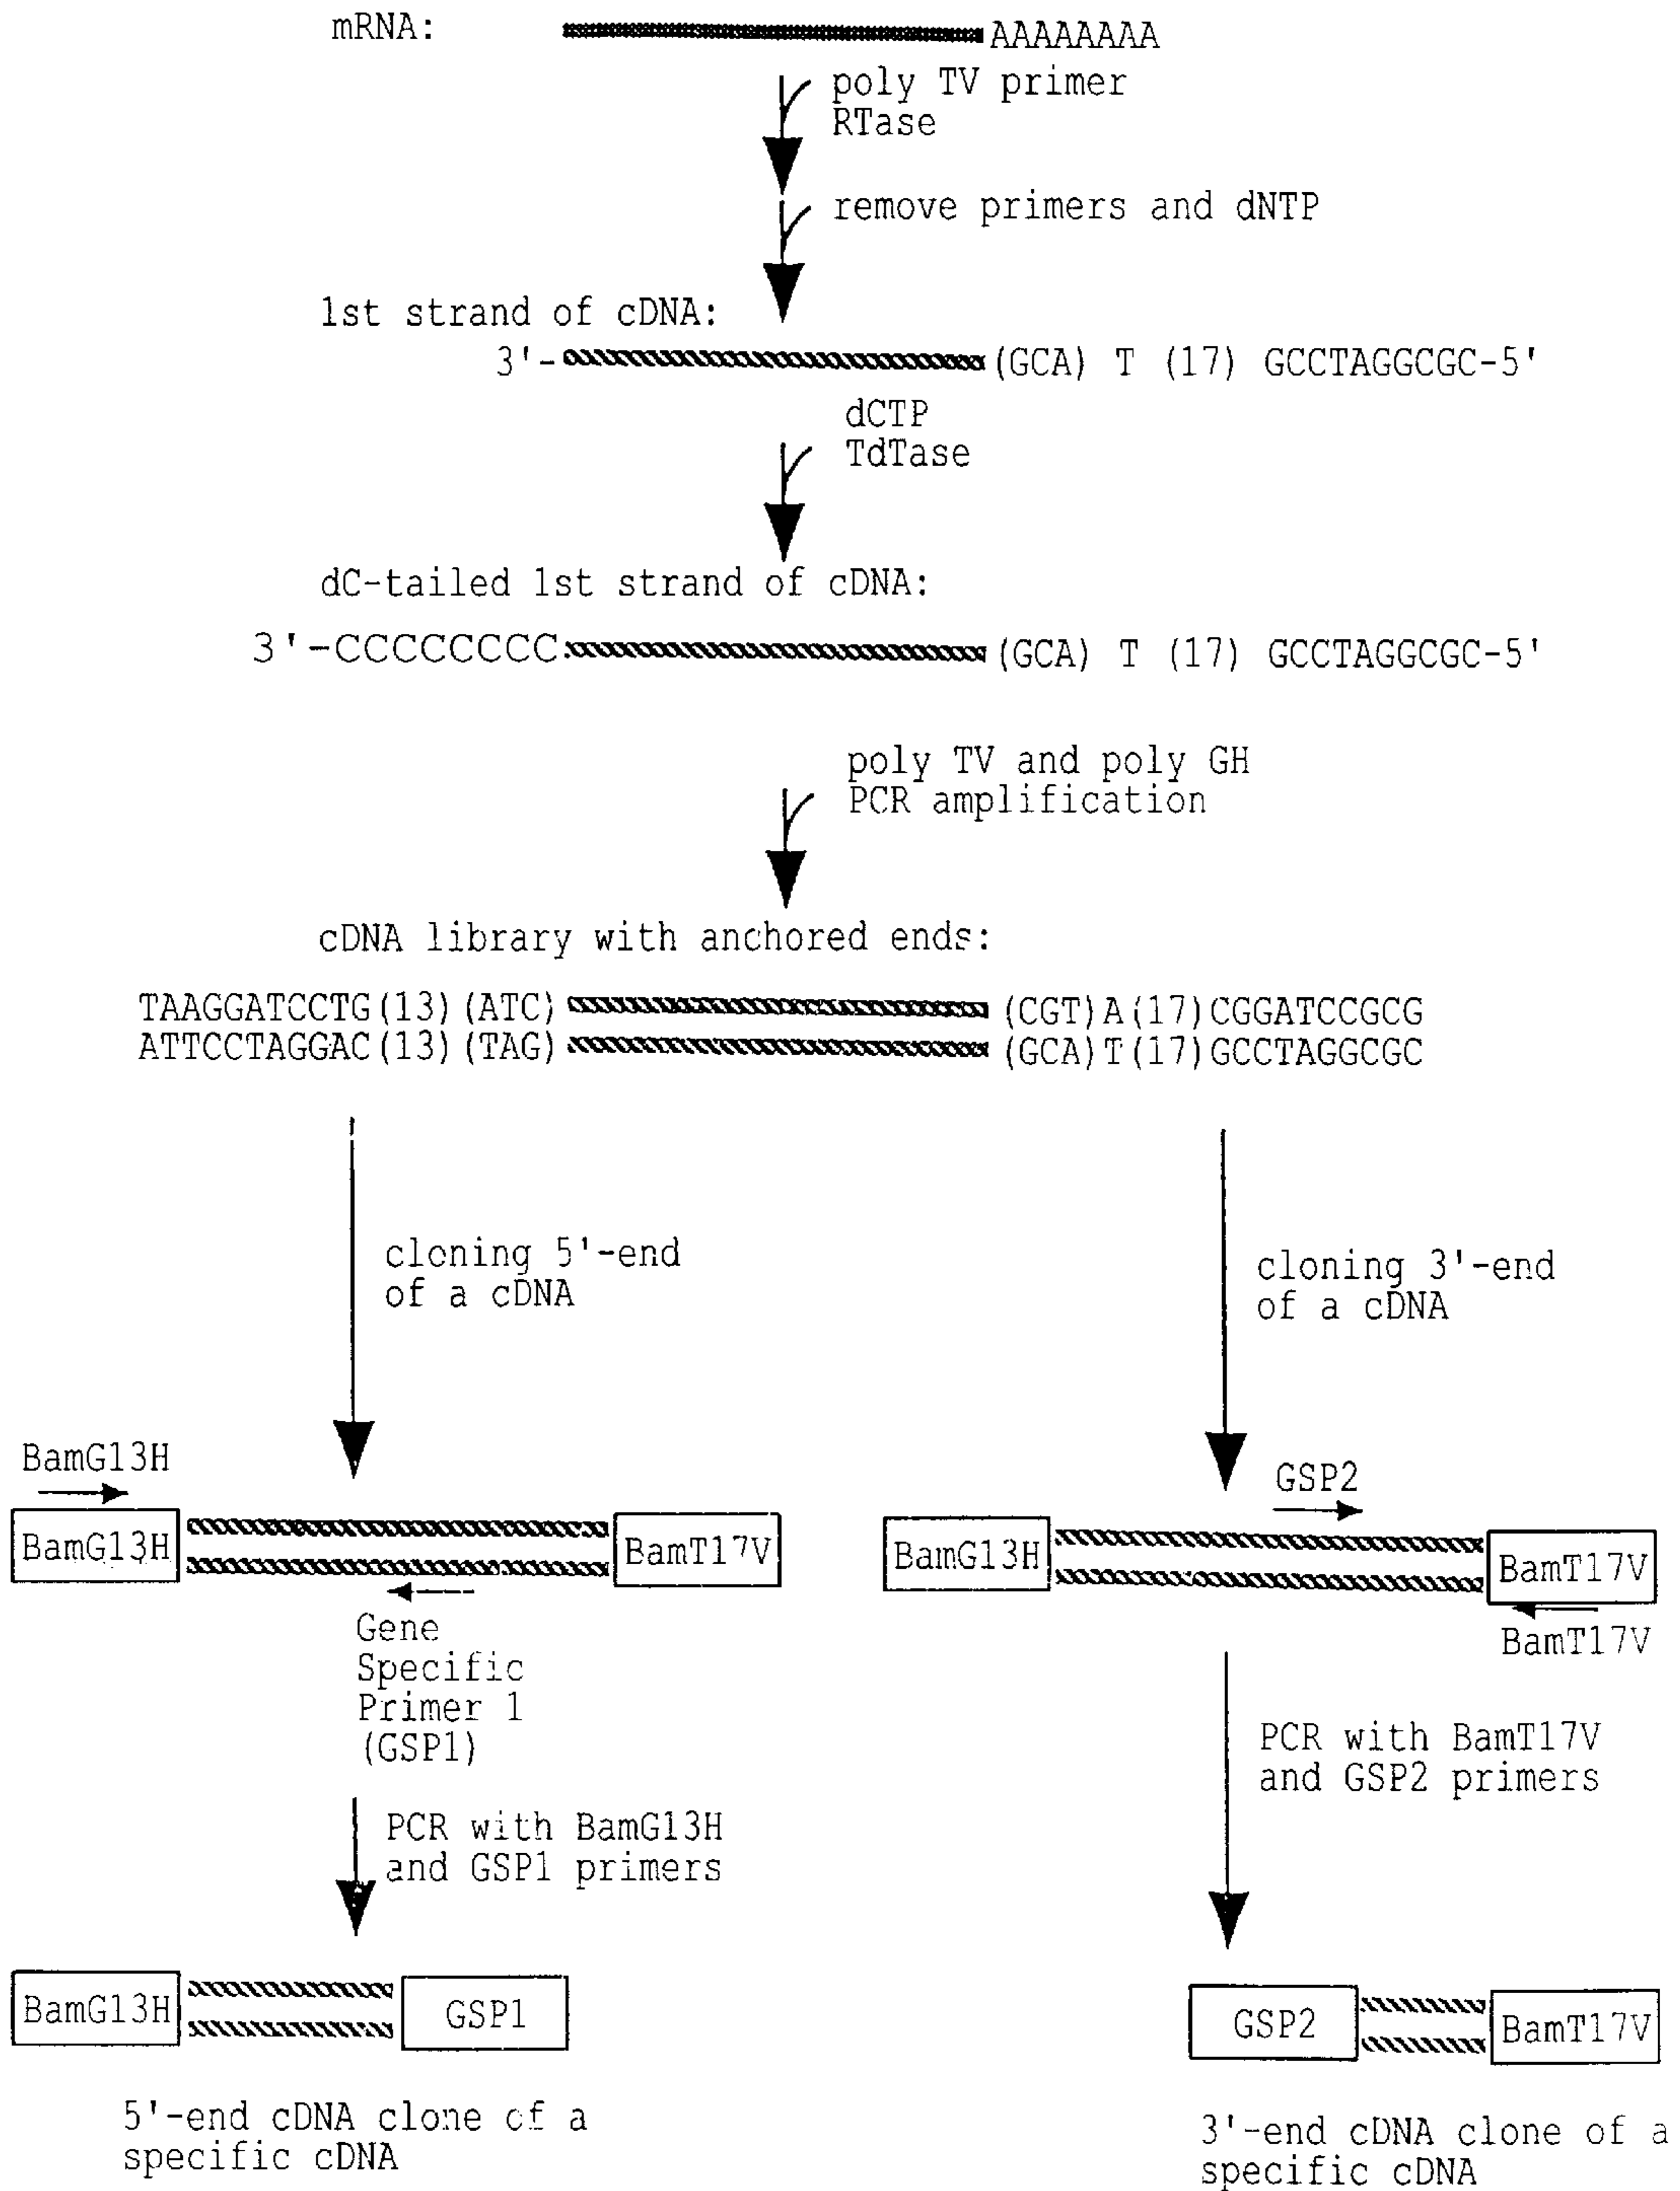 mRNA:
AAAAAAAA
poly TV primer
RTase
remove primers and dNTP
1st strand of cDNA:
3'- (GCA) T (17) GCCTAGGCGC-5'
dCTP
TdTase
dC-tailed 1st strand of cDNA:
3'-CCCCCCCC (GCA) T (17) GCCTAGGCGC-5'
poly TV and poly GH
PCR amplification
cDNA library with anchored ends:
TAAGGATCCTG(13)(ATC) (CGT)A(17)CGGATCCGCG
ATTCCTAGGAC(13)(TAG) (GCA)T(17)GCCTAGGCGC
cloning 5'-end
of a cDNA
cloning 3'-end
of a cDNA
BamG13H
BamG13H
BamT17V
Gene
Specific
Primer 1
(GSP1)
GSP2
BamG13H
BamT17V
BamT17V
PCR with BamG13H
and GSP1 primers
PCR with BamT17V
and GSP2 primers
BamG13H
GSP1
GSP2
BamT17V
5'-end cDNA clone of a
specific cDNA
3'-end cDNA clone of a
specific cDNA